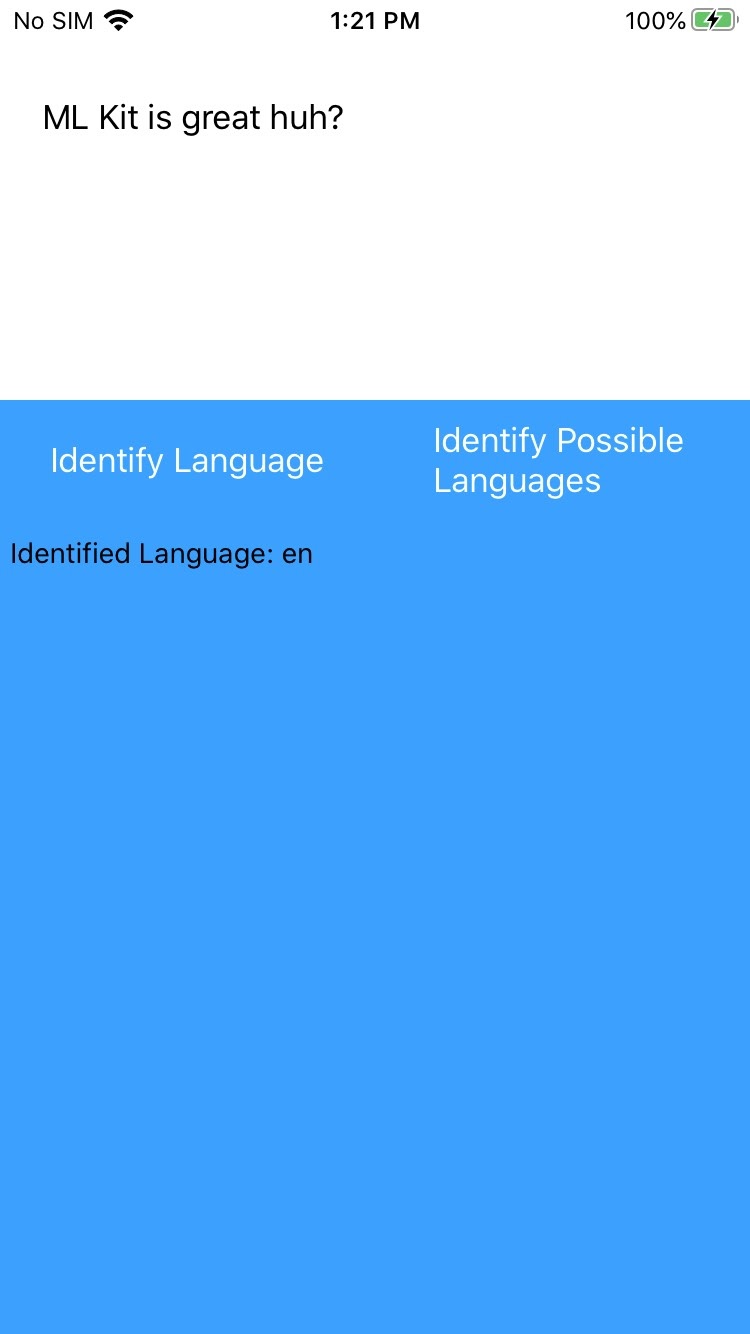 No SIM 1:21 PM 100%
ML Kit is great huh?
Identify Language
Identify Possible
Languages
Identified Language: en